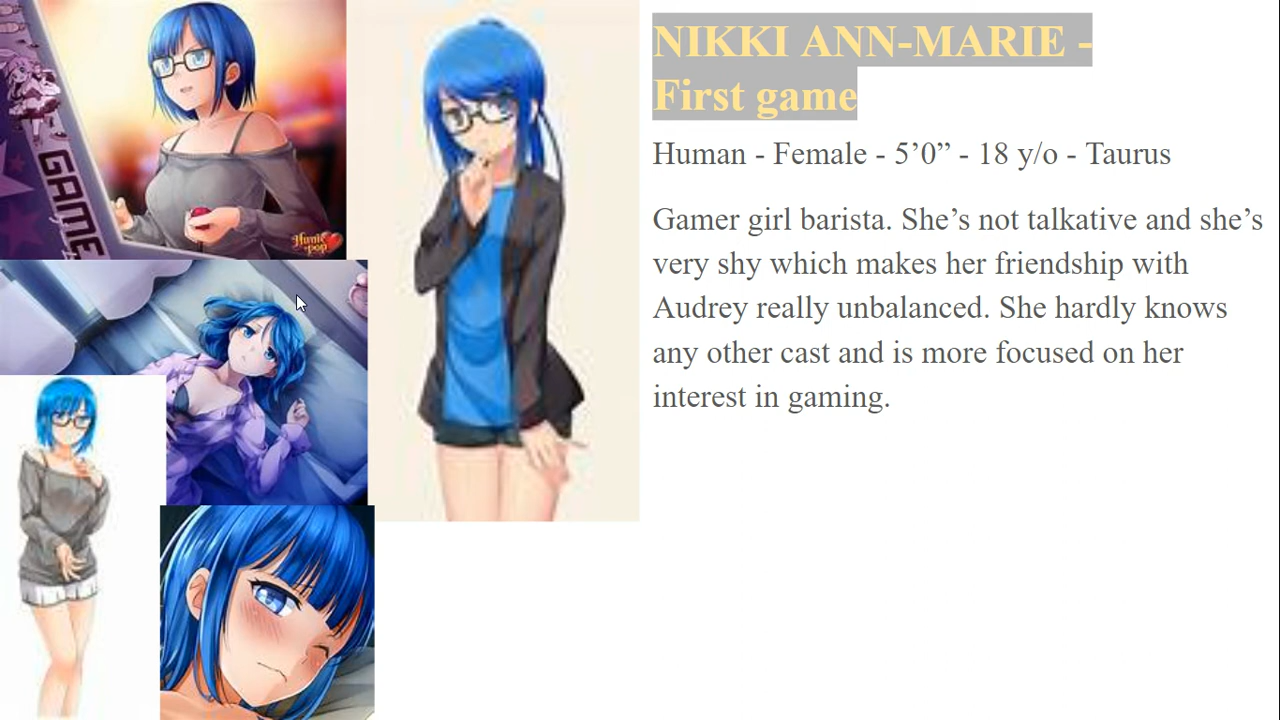 GAME
Hunie
pop
NIKKI ANN-MARIE -
First game
Human - Female - 5’0” - 18 y/o - Taurus
Gamer girl barista. She’s not talkative and she’s
very shy which makes her friendship with
Audrey really unbalanced. She hardly knows
any other cast and is more focused on her
interest in gaming.